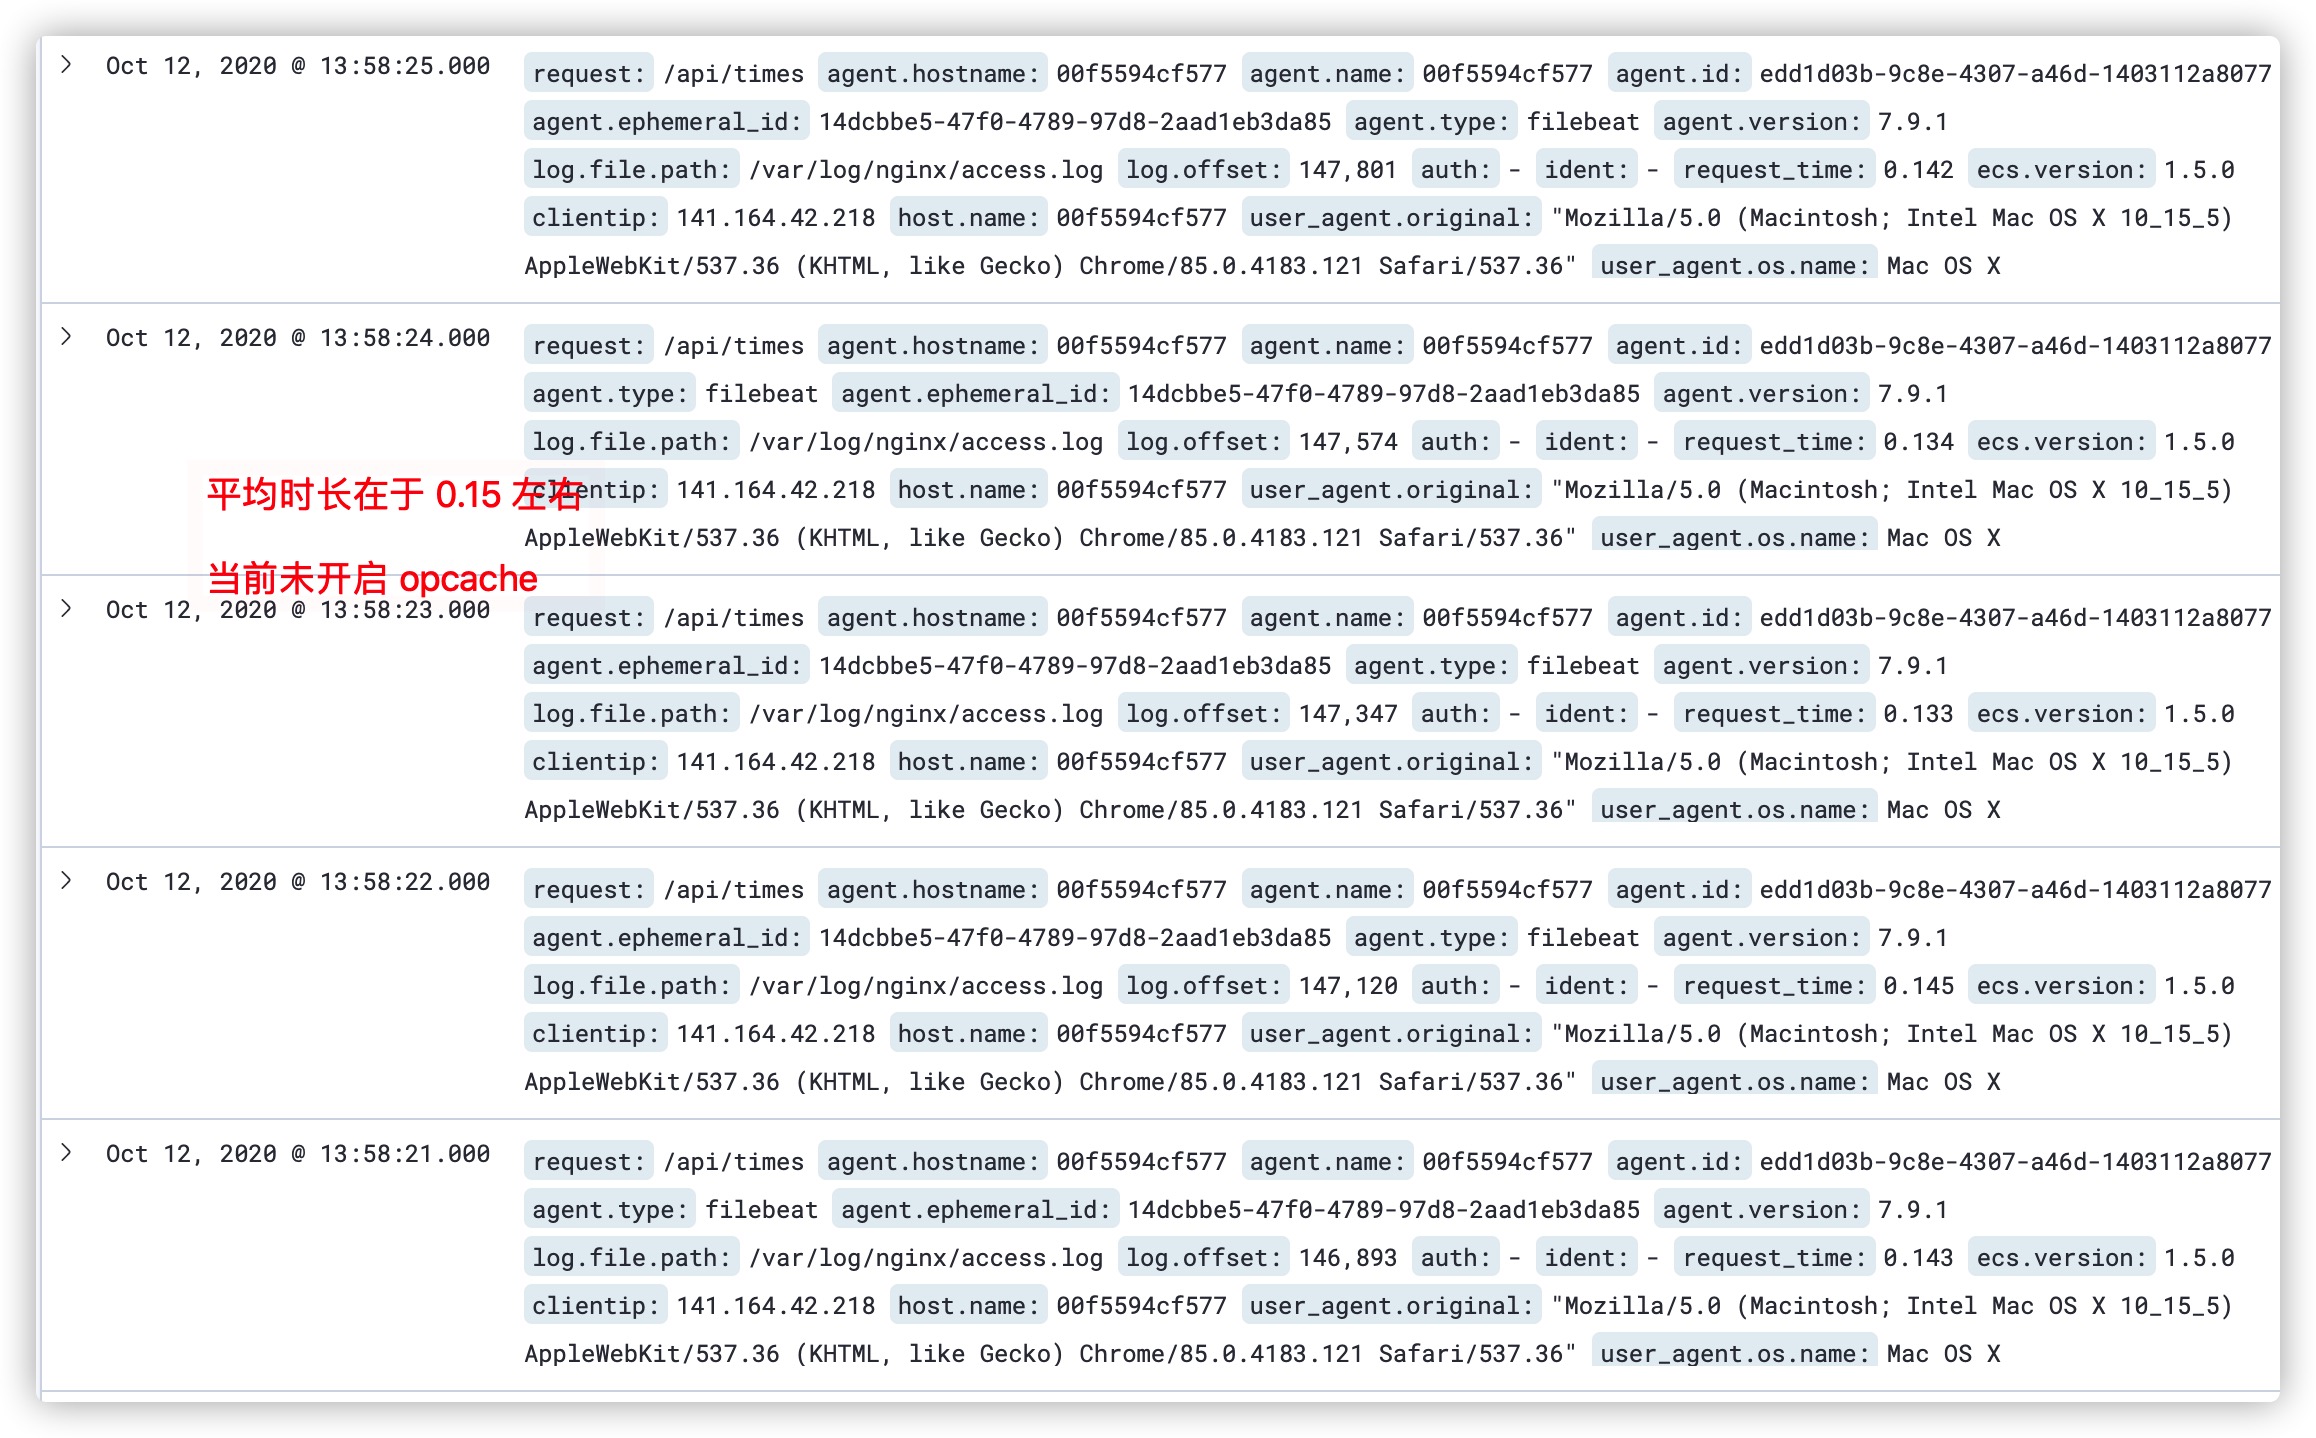 Oct 12, 2020 @ 13:58:25.000
request: /api/times agent.hostname: 00f5594cf577 agent.name: 00f5594cf577 agent.id: edd1d03b-9c8e-4307-a46d-1403112a8077
agent.ephemeral_id: 14dcbbe5-47f0-4789-97d8-2aad1eb3da85 agent.type: filebeat agent.version: 7.9.1
log.file.path: /var/log/nginx/access.log log.offset: 147,801 auth: - ident: - request_time: 0.142 ecs.version: 1.5.0
clientip: 141.164.42.218 host.name: 00f5594cf577 user_agent.original: "Mozilla/5.0 (Macintosh; Intel Mac OS X 10_15_5)
AppleWebKit/537.36 (KHTML, like Gecko) Chrome/85.0.4183.121 Safari/537.36" user_agent.os.name: Mac OS X
Oct 12, 2020 @ 13:58:24.000
request: /api/times agent.hostname: 00f5594cf577 agent.name: 00f5594cf577 agent.id: edd1d03b-9c8e-4307-a46d-1403112a8077
agent.type: filebeat agent.ephemeral_id: 14dcbbe5-47f0-4789-97d8-2aad1eb3da85 agent.version: 7.9.1
log.file.path: /var/log/nginx/access.log log.offset: 147,574 auth: - ident: - request_time: 0.134 ecs.version: 1.5.0
clientip: 141.164.42.218 host.name: 00f5594cf577 user_agent.original: "Mozilla/5.0 (Macintosh; Intel Mac OS X 10_15_5)
AppleWebKit/537.36 (KHTML, like Gecko) Chrome/85.0.4183.121 Safari/537.36" user_agent.os.name: Mac OS X
平均时长在于 0.15 左右
当前未开启 opcache
Oct 12, 2020 @ 13:58:23.000
request: /api/times agent.hostname: 00f5594cf577 agent.name: 00f5594cf577 agent.id: edd1d03b-9c8e-4307-a46d-1403112a8077
agent.ephemeral_id: 14dcbbe5-47f0-4789-97d8-2aad1eb3da85 agent.type: filebeat agent.version: 7.9.1
log.file.path: /var/log/nginx/access.log log.offset: 147,347 auth: - ident: - request_time: 0.133 ecs.version: 1.5.0
clientip: 141.164.42.218 host.name: 00f5594cf577 user_agent.original: "Mozilla/5.0 (Macintosh; Intel Mac OS X 10_15_5)
AppleWebKit/537.36 (KHTML, like Gecko) Chrome/85.0.4183.121 Safari/537.36" user_agent.os.name: Mac OS X
Oct 12, 2020 @ 13:58:22.000
request: /api/times agent.hostname: 00f5594cf577 agent.name: 00f5594cf577 agent.id: edd1d03b-9c8e-4307-a46d-1403112a8077
agent.ephemeral_id: 14dcbbe5-47f0-4789-97d8-2aad1eb3da85 agent.type: filebeat agent.version: 7.9.1
log.file.path: /var/log/nginx/access.log log.offset: 147,120 auth: - ident: - request_time: 0.145 ecs.version: 1.5.0
clientip: 141.164.42.218 host.name: 00f5594cf577 user_agent.original: "Mozilla/5.0 (Macintosh; Intel Mac OS X 10_15_5)
AppleWebKit/537.36 (KHTML, like Gecko) Chrome/85.0.4183.121 Safari/537.36" user_agent.os.name: Mac OS X
Oct 12, 2020 @ 13:58:21.000
request: /api/times agent.hostname: 00f5594cf577 agent.name: 00f5594cf577 agent.id: edd1d03b-9c8e-4307-a46d-1403112a8077
agent.type: filebeat agent.ephemeral_id: 14dcbbe5-47f0-4789-97d8-2aad1eb3da85 agent.version: 7.9.1
log.file.path: /var/log/nginx/access.log log.offset: 146,893 auth: - ident: - request_time: 0.143 ecs.version: 1.5.0
clientip: 141.164.42.218 host.name: 00f5594cf577 user_agent.original: "Mozilla/5.0 (Macintosh; Intel Mac OS X 10_15_5)
AppleWebKit/537.36 (KHTML, like Gecko) Chrome/85.0.4183.121 Safari/537.36" user_agent.os.name: Mac OS X